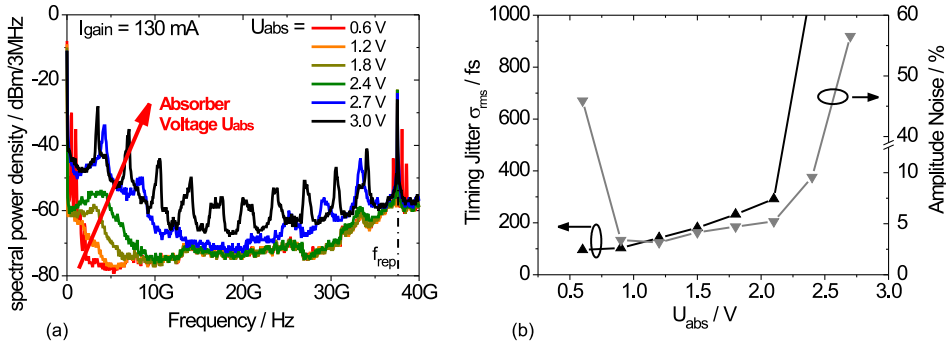 Igain = 130 mA
Uabs =
0.6 V
1.2 V
1.8 V
2.4 V
2.7 V
3.0 V
Absorber
Voltage Uabs
frep
spectral power density / dBm/3MHz
-20
-40
-60
-80
0
10G
20G
30G
40G
Frequency / Hz
(a)
Timing Jitter σrms / fs
1000
800
600
400
200
0
0.5
1.0
1.5
2.0
2.5
3.0
Uabs / V
60
50
40
10
5
0
Amplitude Noise / %
(b)